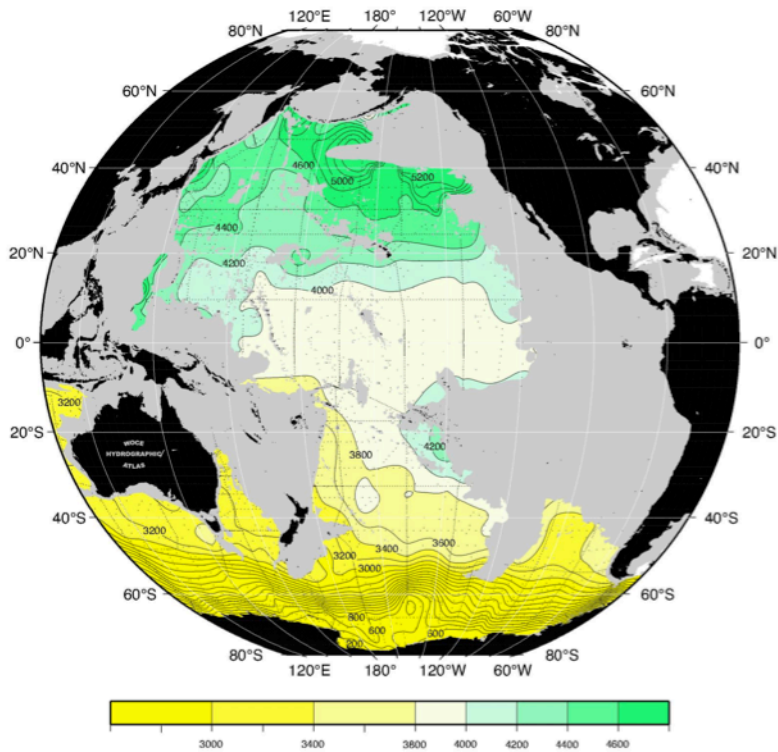 120°E 180° 120°W 60°W
80°N 80°N
60°N 60°N
40°N 40°N
4600 5000 5200
4400
20°N 20°N
4200
4000
0° 0°
3200
20°S 20°S
WOCE
HYDROGRAPHIC
ATLAS
4200
3800
40°S 40°S
3200
3200 3400 3600
3000
60°S 60°S
800
600 600
200
80°S 80°S
120°E 180° 120°W 60°W
3000 3400 3800 4000 4200 4400 4600